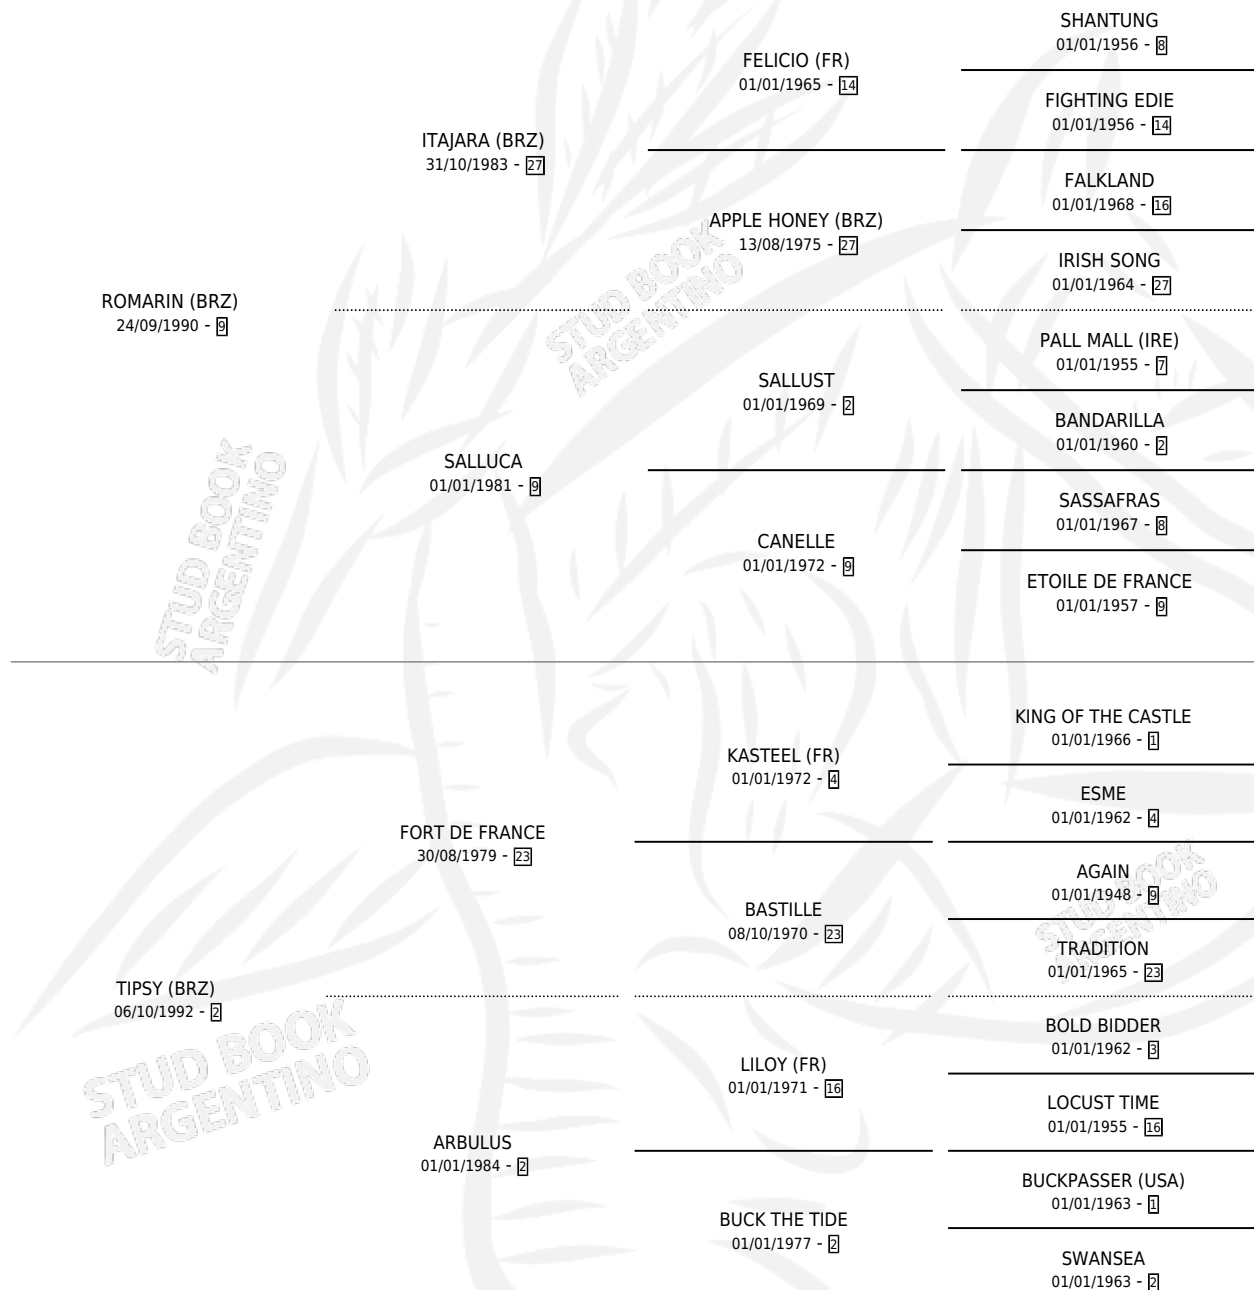 SHANTUNG
01/01/1956 - 8
FELICIO (FR)
01/01/1965 - 14
FIGHTING EDIE
01/01/1956 - 14
ITAJARA (BRZ)
31/10/1983 - 27
FALKLAND
01/01/1968 - 16
APPLE HONEY (BRZ)
13/08/1975 - 27
IRISH SONG
01/01/1964 - 27
ROMARIN (BRZ)
24/09/1990 - 9
STUD BOOK
ARGENTINO
PALL MALL (IRE)
01/01/1955 - 7
SALLUST
01/01/1969 - 2
BANDARILLA
01/01/1960 - 2
SALLUCA
01/01/1981 - 9
SASSAFRAS
01/01/1967 - 8
CANELLE
01/01/1972 - 9
ETOILE DE FRANCE
01/01/1957 - 9
STUD BOOK
ARGENTINO
KING OF THE CASTLE
01/01/1966 - 1
KASTEEL (FR)
01/01/1972 - 4
ESME
01/01/1962 - 4
FORT DE FRANCE
30/08/1979 - 23
AGAIN
01/01/1948 - 9
BASTILLE
08/10/1970 - 23
STUD BOOK
ARGENTINO
TRADITION
01/01/1965 - 23
TIPSY (BRZ)
06/10/1992 - 2
STUD BOOK
ARGENTINO
BOLD BIDDER
01/01/1962 - 3
LILOY (FR)
01/01/1971 - 16
LOCUST TIME
01/01/1955 - 16
ARBULUS
01/01/1984 - 2
BUCKPASSER (USA)
01/01/1963 - 1
BUCK THE TIDE
01/01/1977 - 2
SWANSEA
01/01/1963 - 2